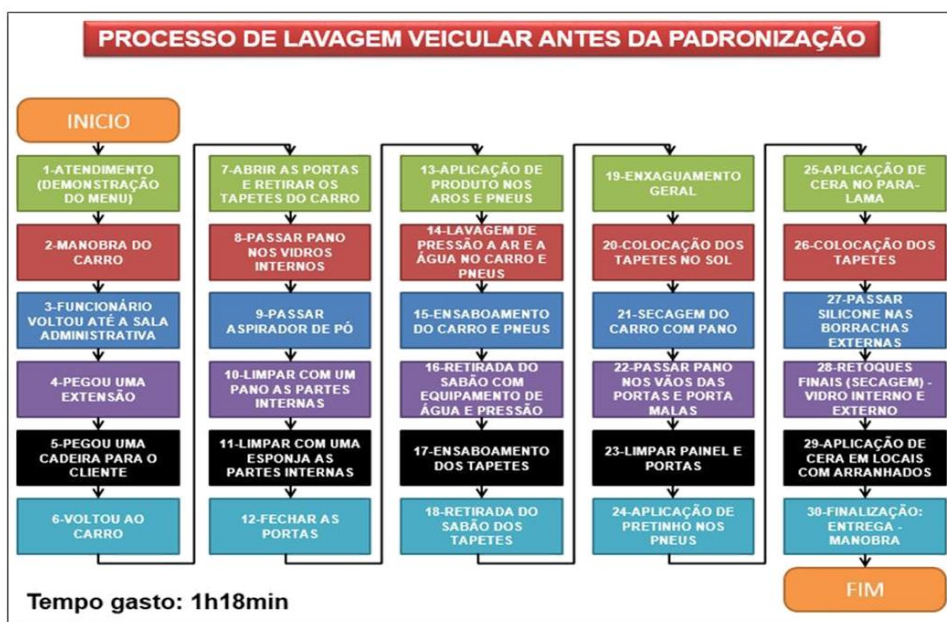 PROCESSO DE LAVAGEM VEICULAR ANTES DA PADRONIZAÇÃO
INICIO
1-ATENDIMENTO
(DEMONSTRAÇÃO
DO MENU)
2-MANOBRA DO
CARRO
3-FUNCIONÁRIO
VOLTOU ATÉ A SALA
ADMINISTRATIVA
4-PEGOU UMA
EXTENSÃO
5-PEGOU UMA
CADEIRA PARA O
CLIENTE
6-VOLTOU AO
CARRO
7-ABRIR AS PORTAS
E RETIRAR OS
TAPETES DO CARRO
8-PASSAR PANO
NOS VIDROS
INTERNOS
9-PASSAR
ASPIRADOR DE PÓ
10-LIMPAR COM UM
PANO AS PARTES
INTERNAS
11-LIMPAR COM UMA
ESPONJA AS
PARTES INTERNAS
12-FECHAR AS
PORTAS
13-APLICAÇÃO DE
PRODUTO NOS
AROS E PNEUS
14-LAVAGEM DE
PRESSÃO A AR E A
ÁGUA NO CARRO E
PNEUS
15-ENSABOAMENTO
DO CARRO E PNEUS
16-RETIRADA DO
SABÃO COM
EQUIPAMENTO DE
ÁGUA E PRESSÃO
17-ENSABOAMENTO
DOS TAPETES
18-RETIRADA DO
SABÃO DOS
TAPETES
19-ENXAGUAMENTO
GERAL
20-COLOCAÇÃO DOS
TAPETES NO SOL
21-SECAGEM DO
CARRO COM PANO
22-PASSAR PANO
NOS VÃOS DAS
PORTAS E PORTA
MALAS
23-LIMPAR PAINEL E
PORTAS
24-APLICAÇÃO DE
PRETINHO NOS
PNEUS
25-APLICAÇÃO DE
CERA NO PARA-
LAMA
26-COLOCAÇÃO DOS
TAPETES
27-PASSAR
SILICONE NAS
BORRACHAS
EXTERNAS
28-RETOQUES
FINAIS (SECAGEM) -
VIDRO INTERNO E
EXTERNO
29-APLICAÇÃO DE
CERA EM LOCAIS
COM ARRANHADOS
30-FINALIZAÇÃO:
ENTREGA -
MANOBRA
FIM
Tempo gasto: 1h18min